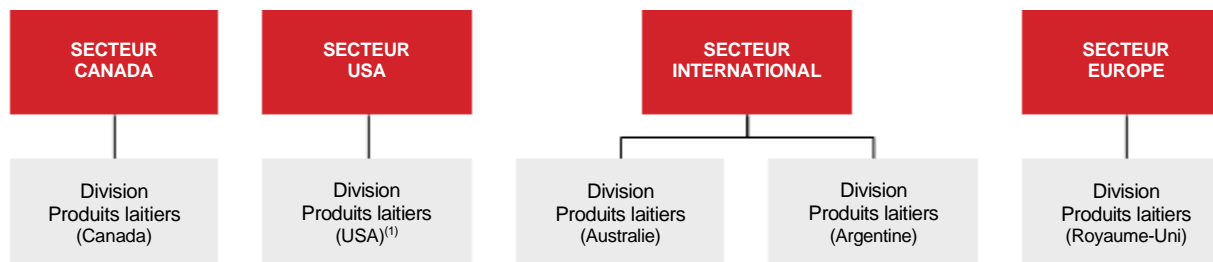 SECTEUR
CANADA
SECTEUR
USA
SECTEUR
INTERNATIONAL
SECTEUR
EUROPE
Division
Produits laitiers
(Canada)
Division
Produits laitiers
(USA)(1)
Division
Produits laitiers
(Australie)
Division
Produits laitiers
(Argentine)
Division
Produits laitiers
(Royaume-Uni)